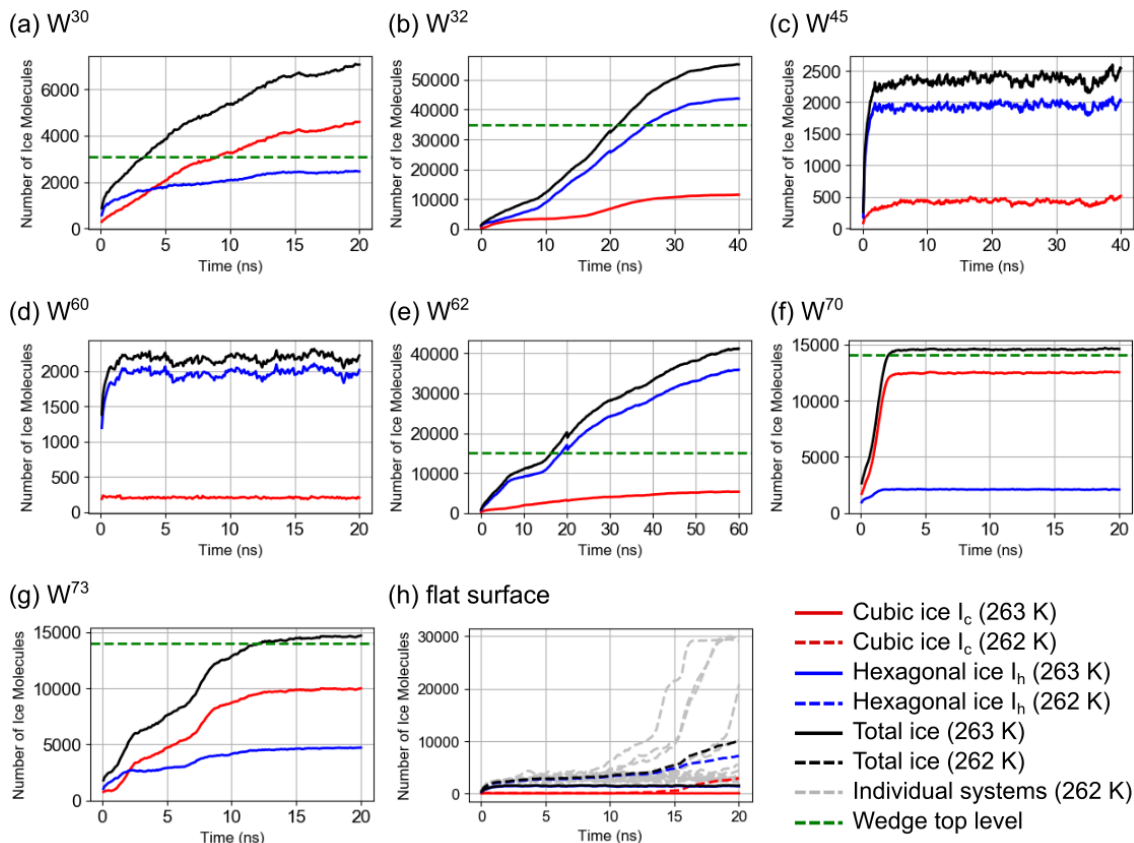 (a) W³⁰
Number of Ice Molecules
6000
4000
2000
0
0 5 10 15 20
Time (ns)
(b) W³²
Number of Ice Molecules
50000
40000
30000
20000
10000
0
0 10 20 30 40
Time (ns)
(c) W⁴⁵
Number of Ice Molecules
2500
2000
1500
1000
500
0
0 10 20 30 40
Time (ns)
(d) W⁶⁰
Number of Ice Molecules
2000
1500
1000
500
0
0 5 10 15 20
Time (ns)
(e) W⁶²
Number of Ice Molecules
40000
30000
20000
10000
0
0 10 20 30 40 50 60
Time (ns)
(f) W⁷⁰
Number of Ice Molecules
15000
10000
5000
0
0 5 10 15 20
Time (ns)
(g) W⁷³
Number of Ice Molecules
15000
10000
5000
0
0 5 10 15 20
Time (ns)
(h) flat surface
Number of Ice Molecules
30000
20000
10000
0
0 5 10 15 20
Time (ns)
Cubic ice I_c (263 K)
Cubic ice I_c (262 K)
Hexagonal ice I_h (263 K)
Hexagonal ice I_h (262 K)
Total ice (263 K)
Total ice (262 K)
Individual systems (262 K)
Wedge top level